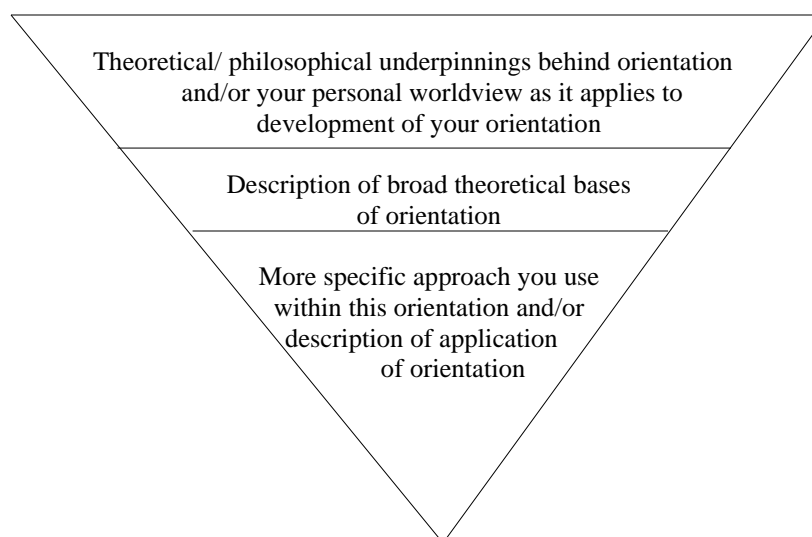 Theoretical/ philosophical underpinnings behind orientation
and/or your personal worldview as it applies to
development of your orientation
Description of broad theoretical bases
of orientation
More specific approach you use
within this orientation and/or
description of application
of orientation